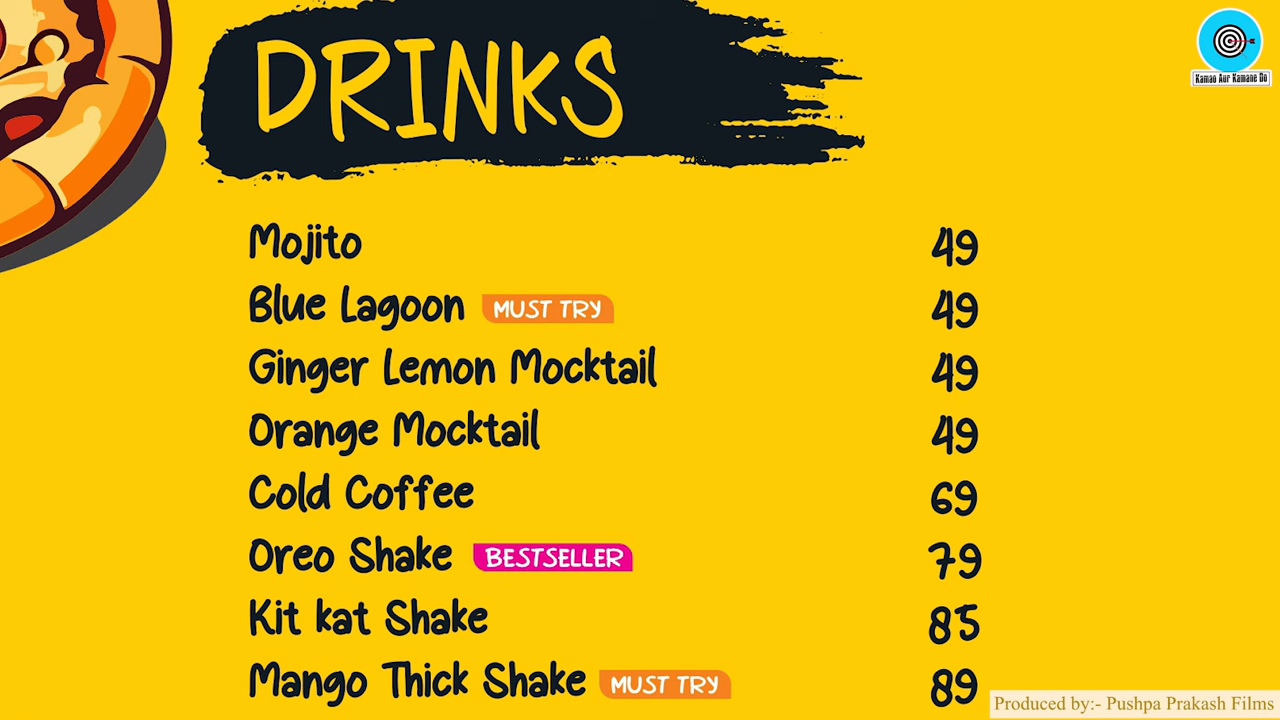 DRINKS
Kamao Aur Kamane Do
Mojito 49
Blue Lagoon MUST TRY 49
Ginger Lemon Mocktail 49
Orange Mocktail 49
Cold Coffee 69
Oreo Shake BESTSELLER 79
Kit kat Shake 85
Mango Thick Shake MUST TRY 89
Produced by:- Pushpa Prakash Films